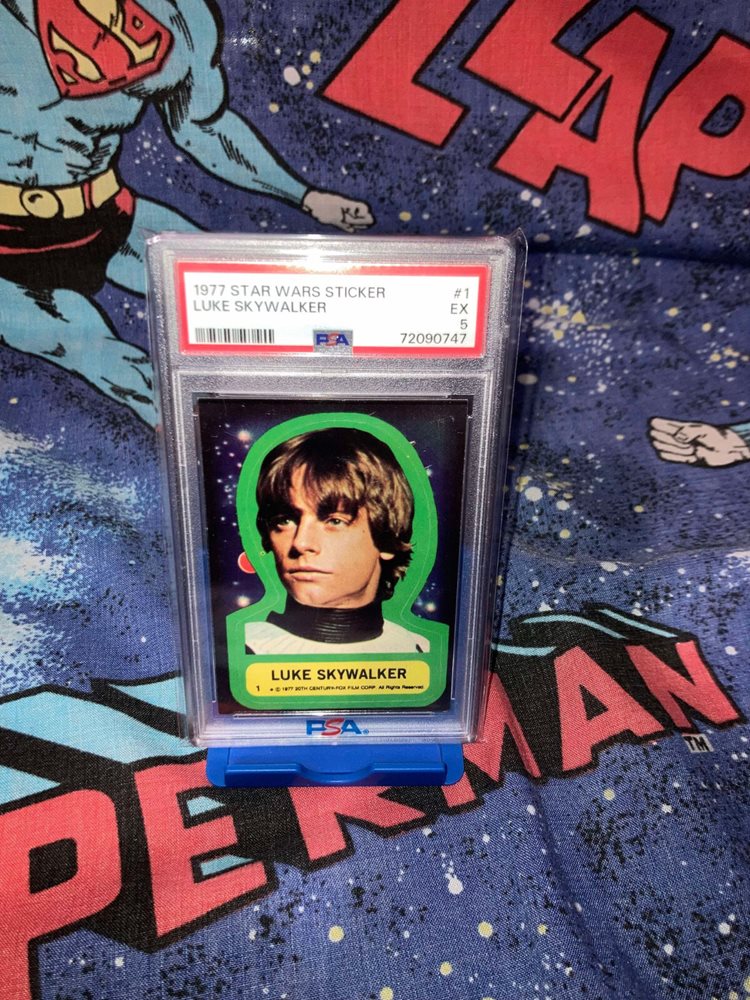 LEAP
1977 STAR WARS STICKER #1
LUKE SKYWALKER EX
5
PSA 72090747
LUKE SKYWALKER
1 ★ © 1977 20TH CENTURY-FOX FILM CORP. All Rights Reserved
PSA®
PERMAN
TM